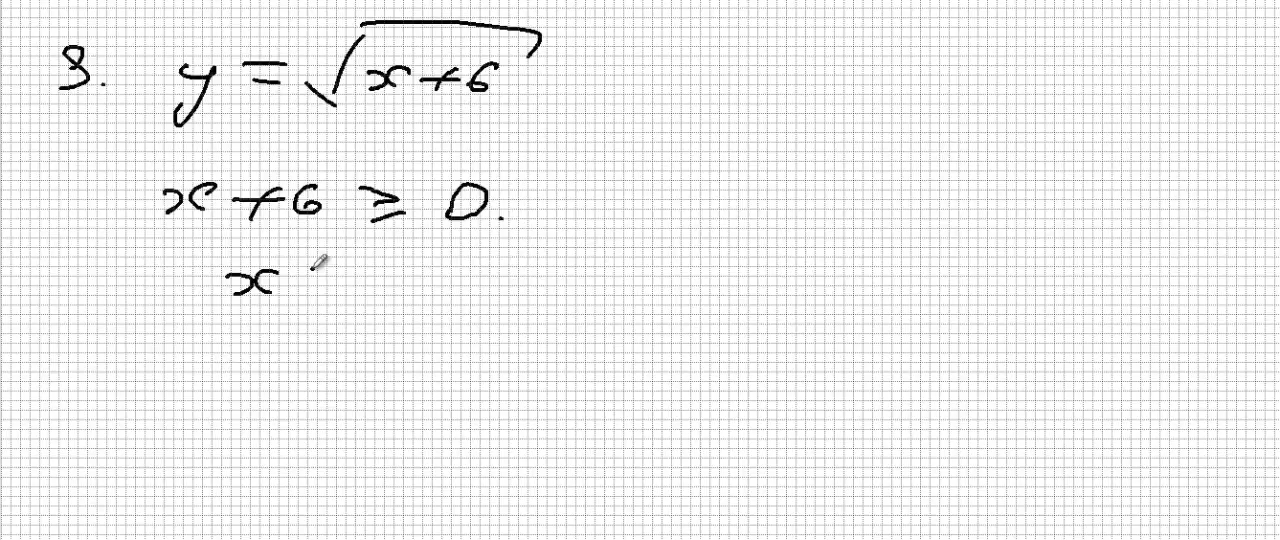 3. y = √(x+6)
x+6 ≥ 0.
x